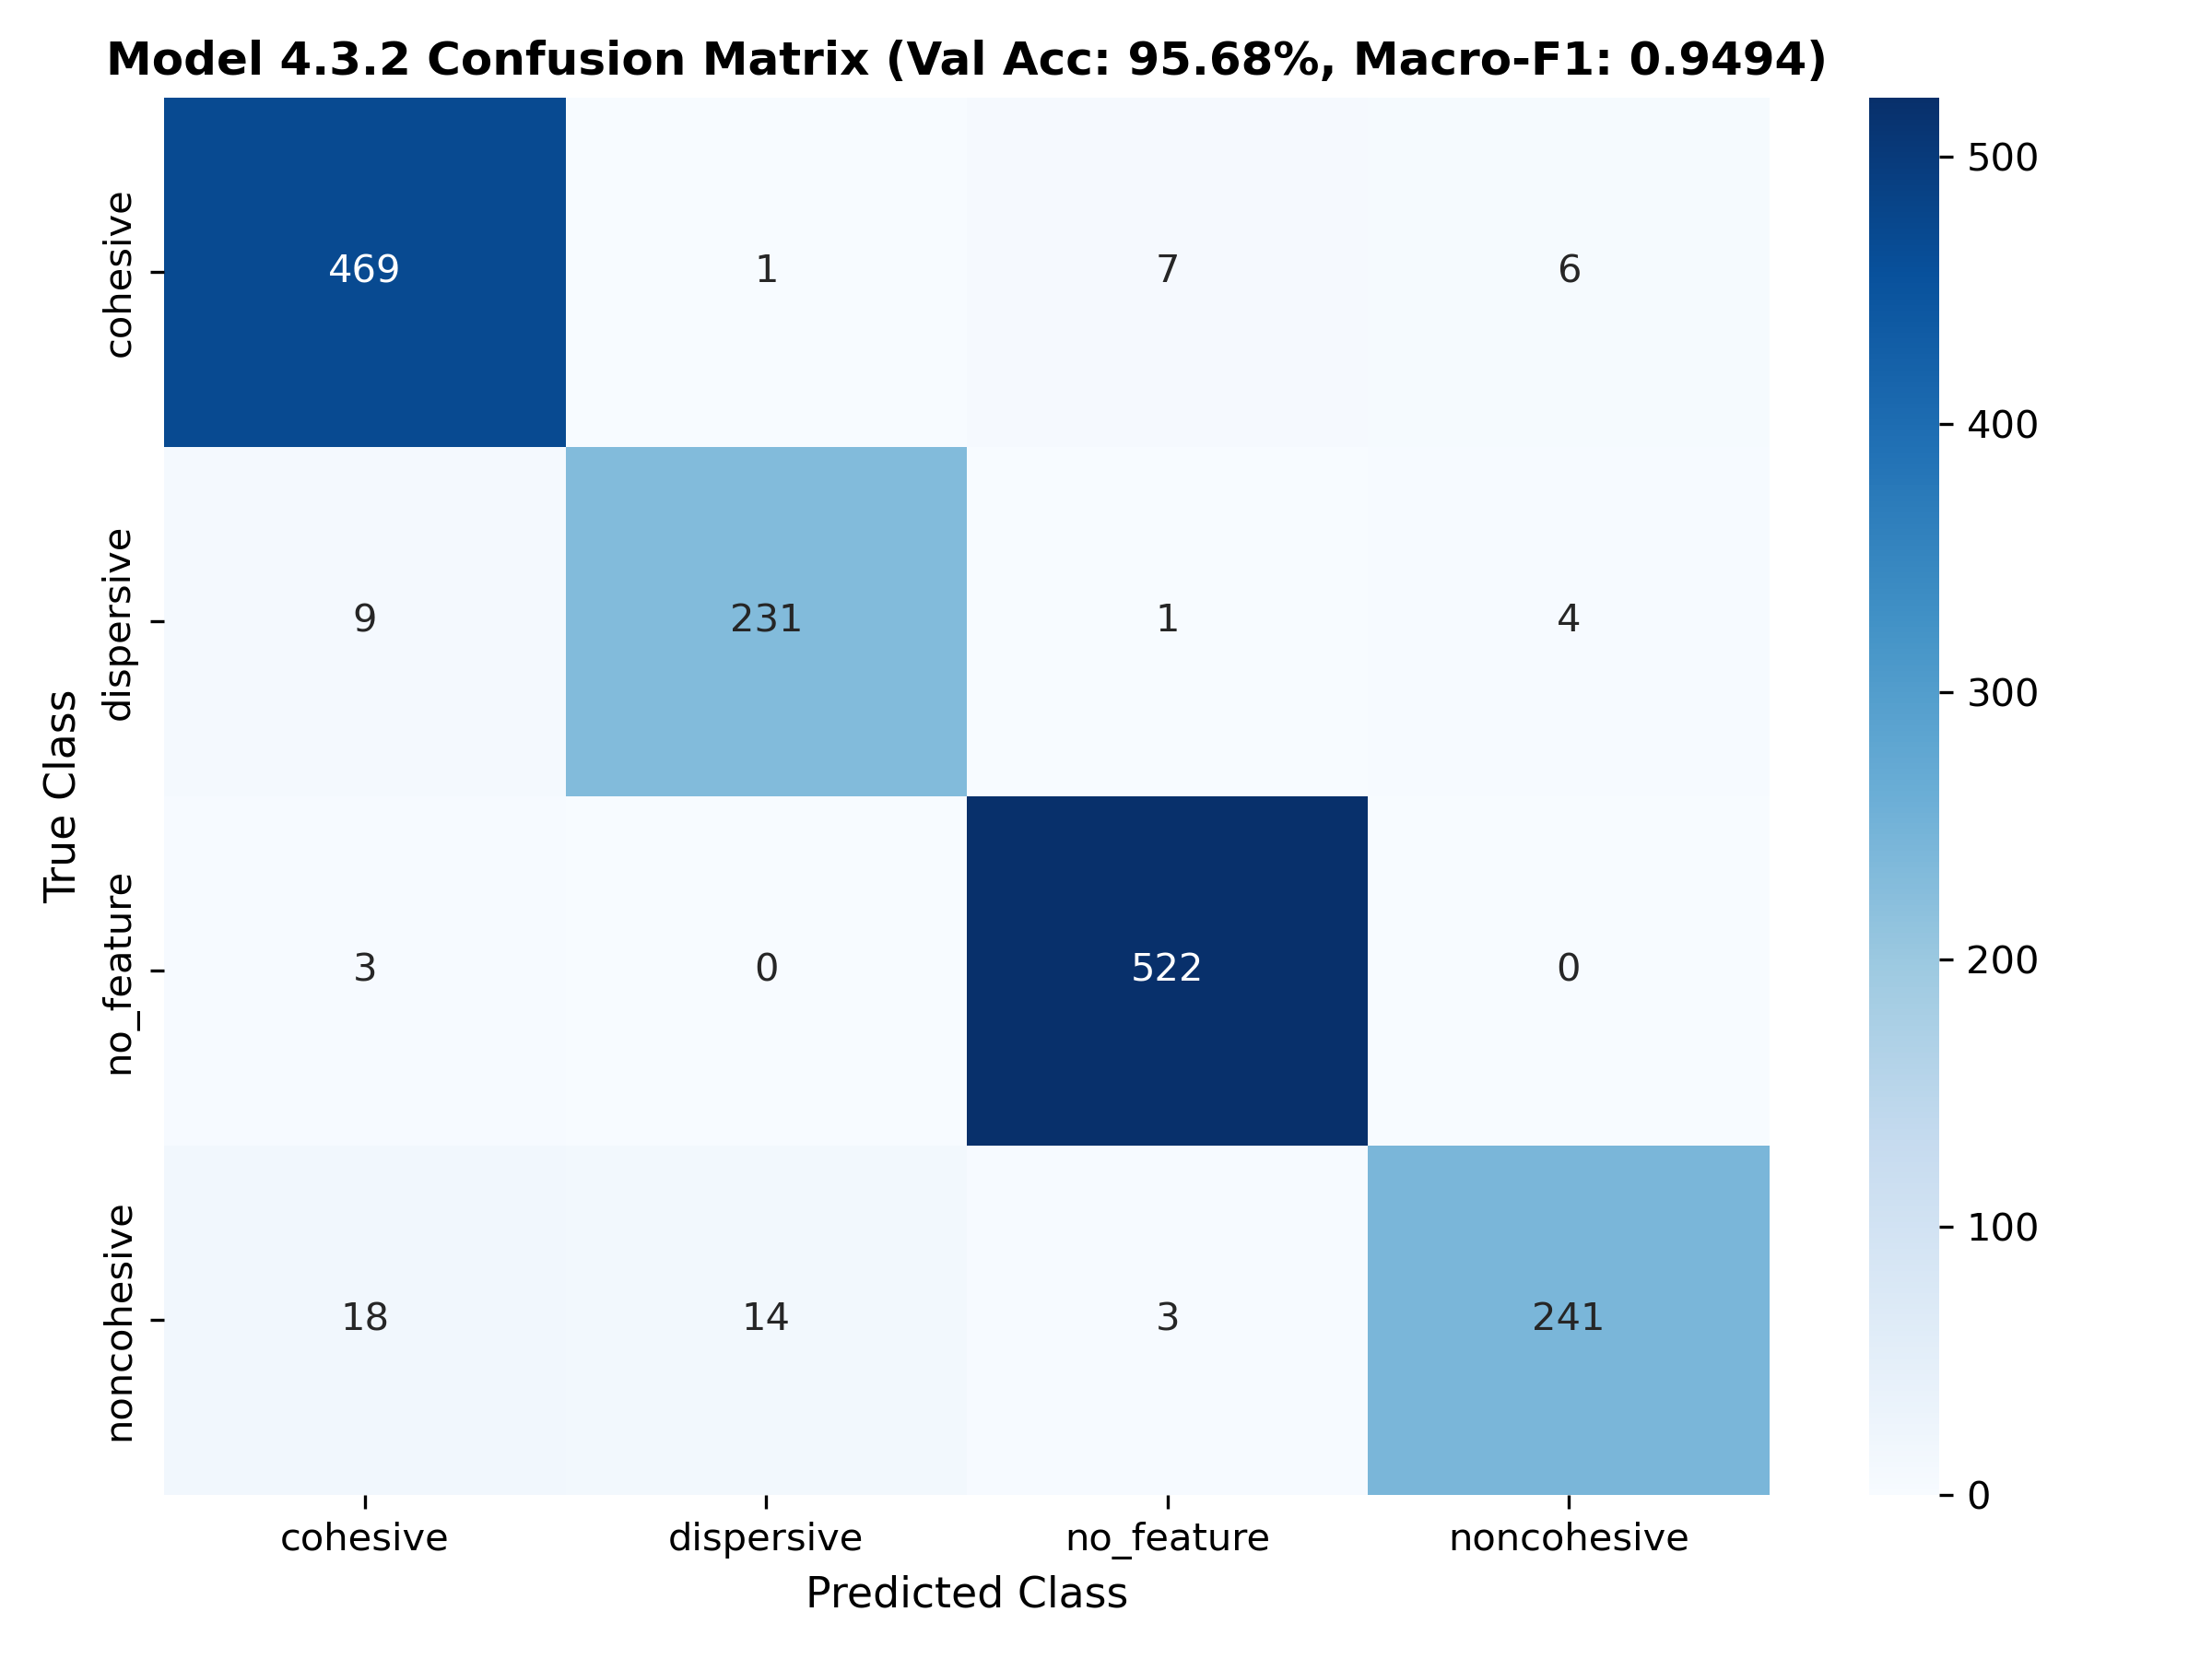 Model 4.3.2 Confusion Matrix (Val Acc: 95.68%, Macro-F1: 0.9494)
True Class
cohesive
469 1 7 6
dispersive
9 231 1 4
no_feature
3 0 522 0
noncohesive
18 14 3 241
cohesive dispersive no_feature noncohesive
Predicted Class
500
400
300
200
100
0